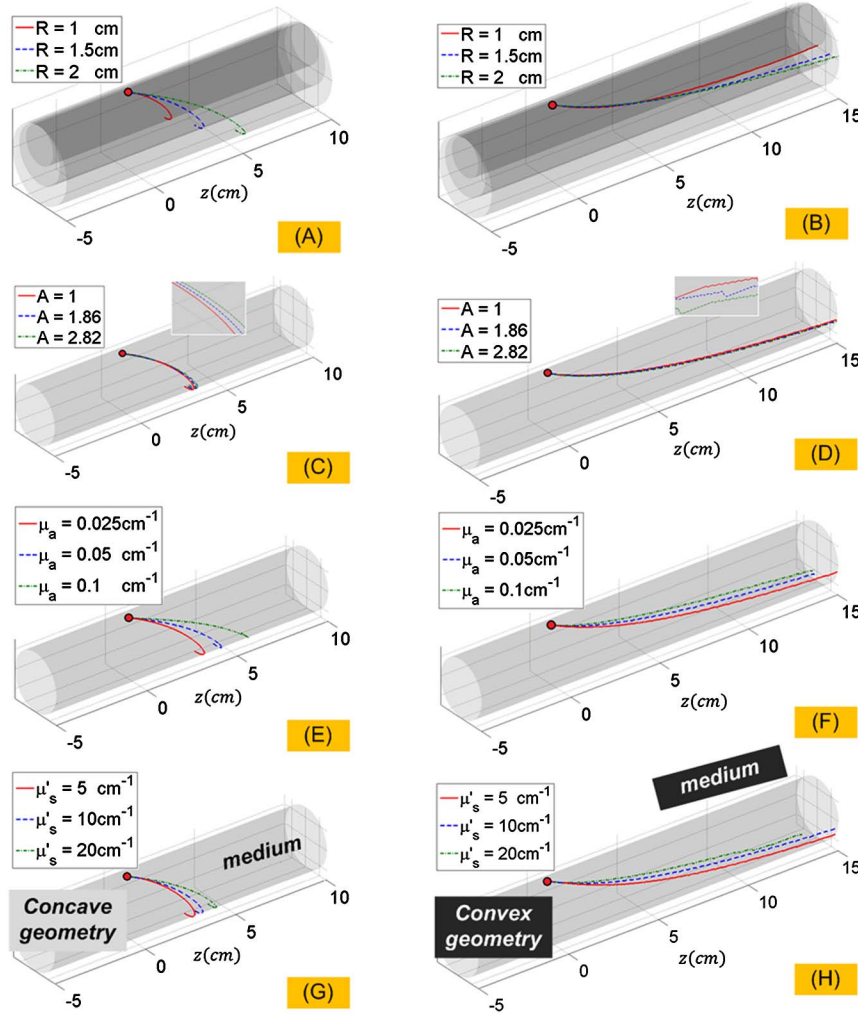 R = 1 cm
R = 1.5cm
R = 2 cm
10
5
0
-5
z(cm)
(A)
R = 1 cm
R = 1.5cm
R = 2 cm
15
10
5
0
-5
z(cm)
(B)
A = 1
A = 1.86
A = 2.82
10
5
0
-5
z(cm)
(C)
A = 1
A = 1.86
A = 2.82
15
10
5
0
-5
z(cm)
(D)
μa = 0.025cm-1
μa = 0.05 cm-1
μa = 0.1 cm-1
10
5
0
-5
z(cm)
(E)
μa = 0.025cm-1
μa = 0.05cm-1
μa = 0.1cm-1
15
10
5
0
-5
z(cm)
(F)
μ's = 5 cm-1
μ's = 10cm-1
μ's = 20cm-1
medium
Concave
geometry
10
5
0
-5
z(cm)
(G)
μ's = 5 cm-1
μ's = 10cm-1
μ's = 20cm-1
medium
Convex
geometry
15
10
5
0
-5
z(cm)
(H)